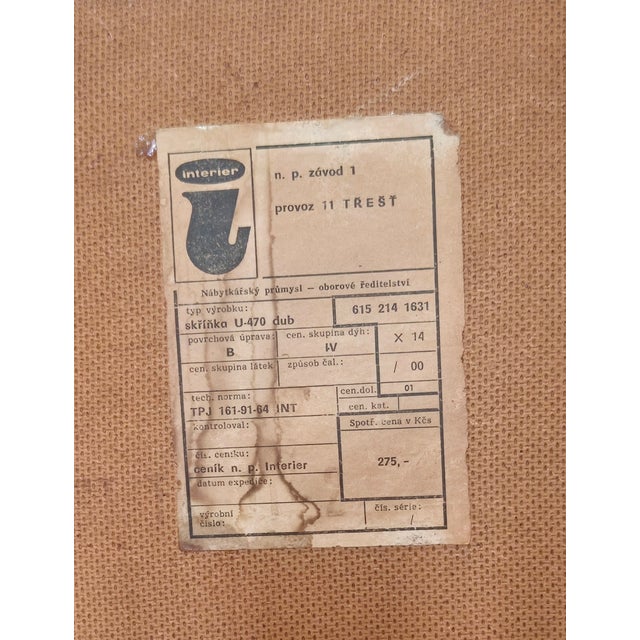 interier
n. p. závod 1
provoz 11 TŘEŠŤ
Nábytkářský průmysl — oborové ředitelství
typ výrobku:
skříňka U-470 dub
615 214 1631
povrchová úprava:
B
cen. skupina dýh:
IV
X 14
cen. skupina látek
způsob čal.:
/ 00
tech. norma:
TPJ 161-91-64 INT
cen.dol.
01
cen. kat.
kontroloval:
Spotř. cena v Kčs
275,-
čís. ceníku:
ceník n. p. Interier
datum expedice:
výrobní
číslo:
čís. série:
/